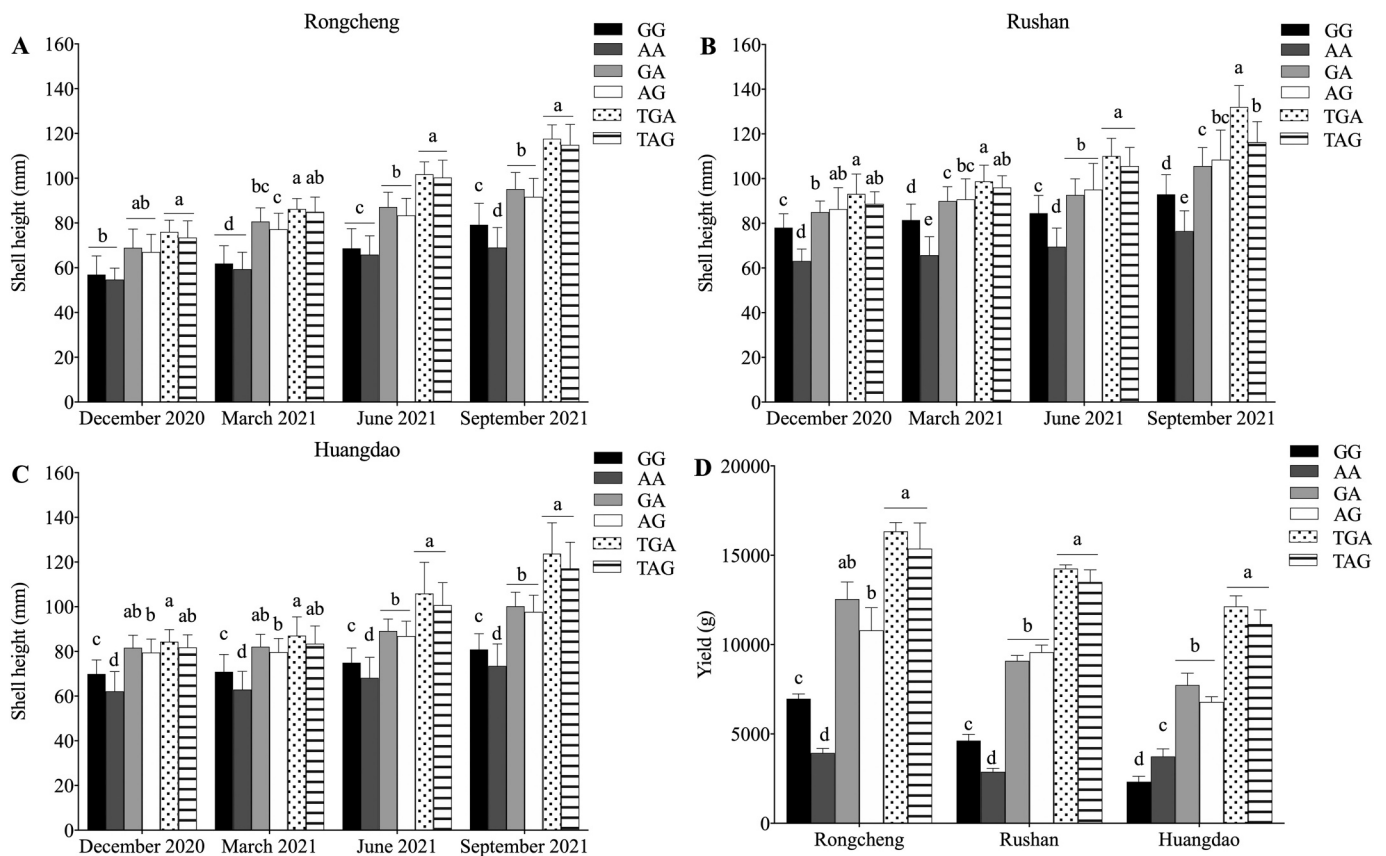 A
Rongcheng
Shell height (mm)
160
140
120
100
80
60
40
20
0
b
ab
a
d
bc
c
a
ab
c
b
a
c
d
b
a
December 2020
March 2021
June 2021
September 2021
GG
AA
GA
AG
TGA
TAG
B
Rushan
Shell height (mm)
160
140
120
100
80
60
40
20
0
c
d
b
ab
a
ab
d
e
c
bc
a
ab
c
d
b
a
d
e
c
bc
a
b
December 2020
March 2021
June 2021
September 2021
GG
AA
GA
AG
TGA
TAG
C
Huangdao
Shell height (mm)
160
140
120
100
80
60
40
20
0
c
d
ab
b
a
ab
c
d
ab
b
a
ab
c
d
b
a
c
d
b
a
December 2020
March 2021
June 2021
September 2021
GG
AA
GA
AG
TGA
TAG
D
Yield (g)
20000
15000
10000
5000
0
c
d
ab
b
a
c
d
b
a
d
c
b
a
Rongcheng
Rushan
Huangdao
GG
AA
GA
AG
TGA
TAG